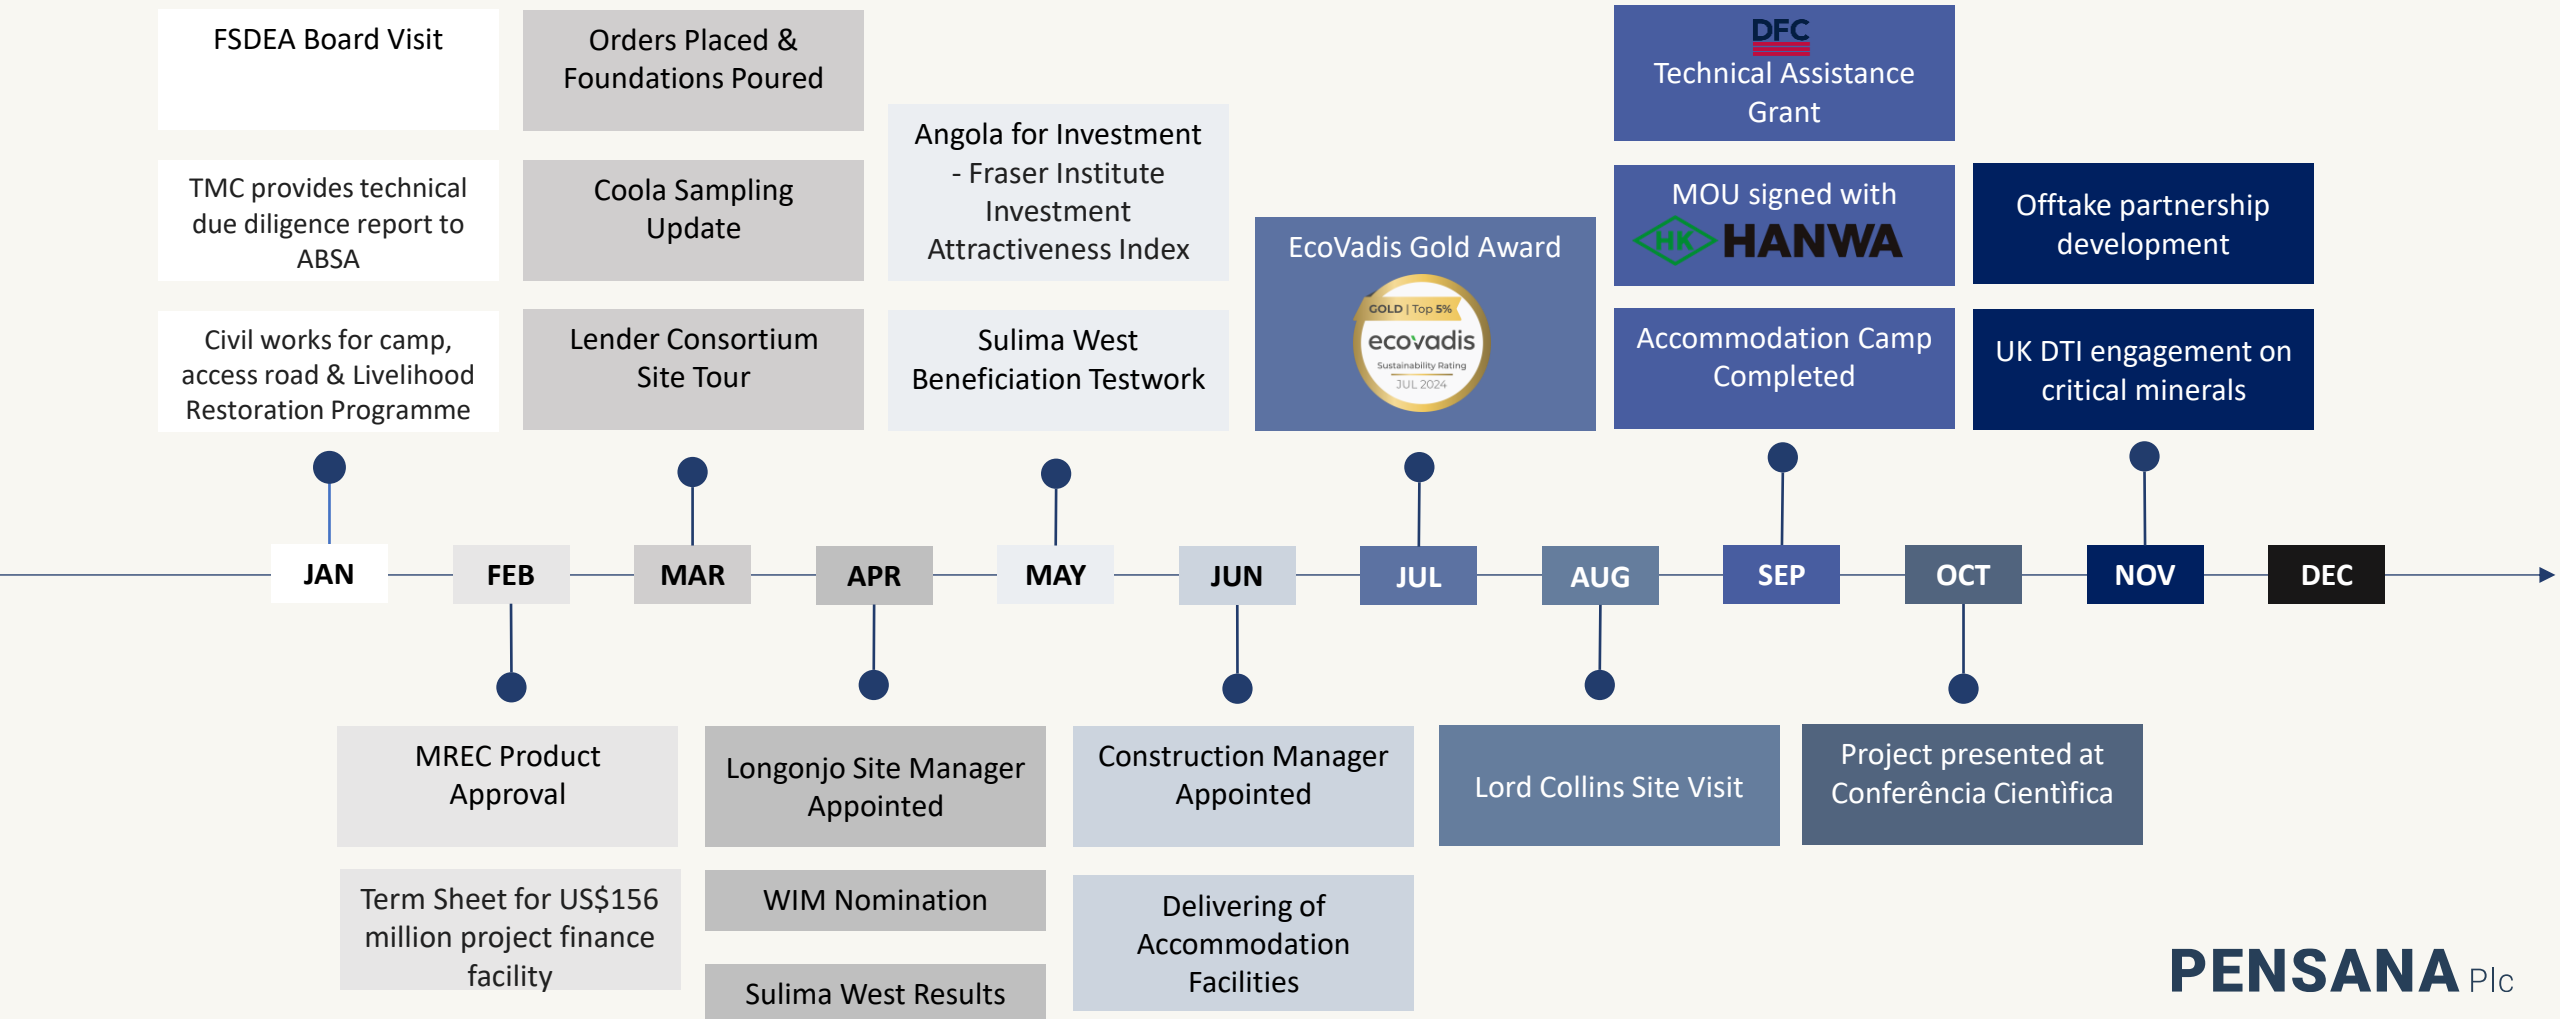 FSDEA Board Visit
TMC provides technical
due diligence report to
ABSA
Civil works for camp,
access road & Livelihood
Restoration Programme
Orders Placed &
Foundations Poured
Coola Sampling
Update
Lender Consortium
Site Tour
Angola for Investment
- Fraser Institute
Investment
Attractiveness Index
Sulima West
Beneficiation Testwork
EcoVadis Gold Award
GOLD | Top 5%
ecovadis
Sustainability Rating
JUL 2024
DFC
Technical Assistance
Grant
MOU signed with
HK HANWA
Accommodation Camp
Completed
Offtake partnership
development
UK DTI engagement on
critical minerals
JAN FEB MAR APR MAY JUN JUL AUG SEP OCT NOV DEC
MREC Product
Approval
Term Sheet for US$156
million project finance
facility
Longonjo Site Manager
Appointed
WIM Nomination
Sulima West Results
Construction Manager
Appointed
Delivering of
Accommodation
Facilities
Lord Collins Site Visit
Project presented at
Conferência Cientìfica
PENSANA Plc